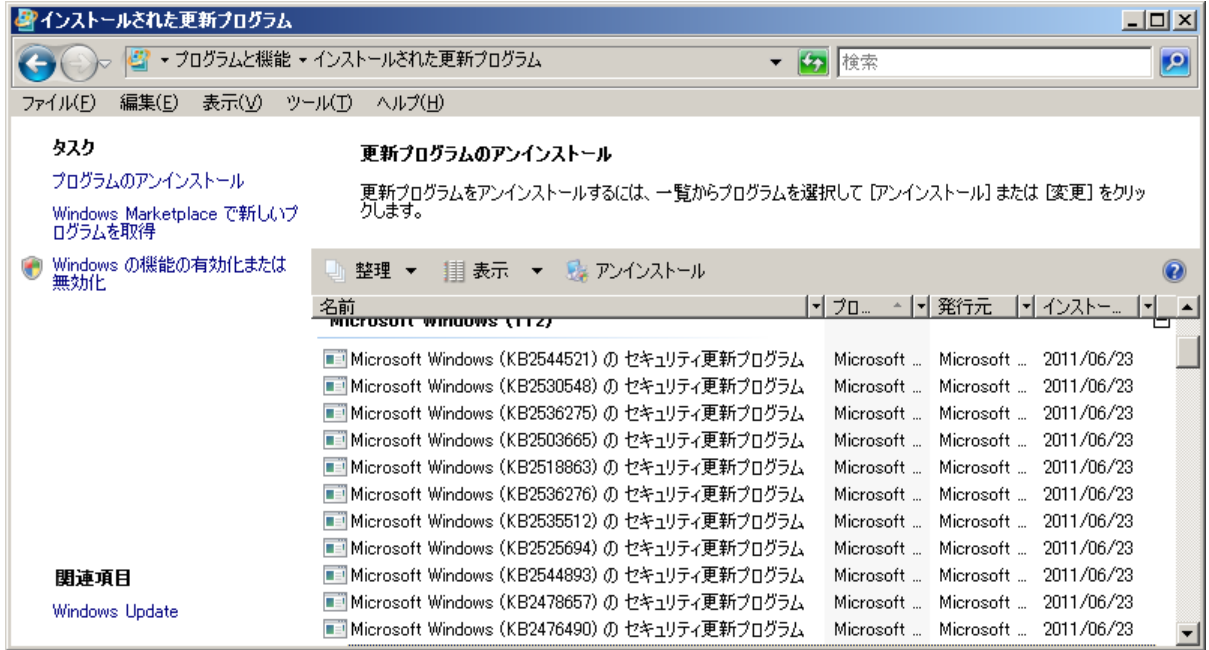 インストールされた更新プログラム
プログラムと機能 インストールされた更新プログラム
検索
ファイル(F) 編集(E) 表示(V) ツール(T) ヘルプ(H)
タスク
プログラムのアンインストール
Windows Marketplace で新しいプ
ログラムを取得
Windows の機能の有効化または
無効化
関連項目
Windows Update
更新プログラムのアンインストール
更新プログラムをアンインストールするには、一覧からプログラムを選択して [アンインストール] または [変更] をクリッ
クします。
整理 表示 アンインストール
名前 プロ... 発行元 インストー...
Microsoft Windows (112)
Microsoft Windows (KB2544521) の セキュリティ更新プログラム Microsoft ... Microsoft ... 2011/06/23
Microsoft Windows (KB2530548) の セキュリティ更新プログラム Microsoft ... Microsoft ... 2011/06/23
Microsoft Windows (KB2536275) の セキュリティ更新プログラム Microsoft ... Microsoft ... 2011/06/23
Microsoft Windows (KB2503665) の セキュリティ更新プログラム Microsoft ... Microsoft ... 2011/06/23
Microsoft Windows (KB2518863) の セキュリティ更新プログラム Microsoft ... Microsoft ... 2011/06/23
Microsoft Windows (KB2536276) の セキュリティ更新プログラム Microsoft ... Microsoft ... 2011/06/23
Microsoft Windows (KB2535512) の セキュリティ更新プログラム Microsoft ... Microsoft ... 2011/06/23
Microsoft Windows (KB2525694) の セキュリティ更新プログラム Microsoft ... Microsoft ... 2011/06/23
Microsoft Windows (KB2544893) の セキュリティ更新プログラム Microsoft ... Microsoft ... 2011/06/23
Microsoft Windows (KB2478657) の セキュリティ更新プログラム Microsoft ... Microsoft ... 2011/06/23
Microsoft Windows (KB2476490) の セキュリティ更新プログラム Microsoft ... Microsoft ... 2011/06/23